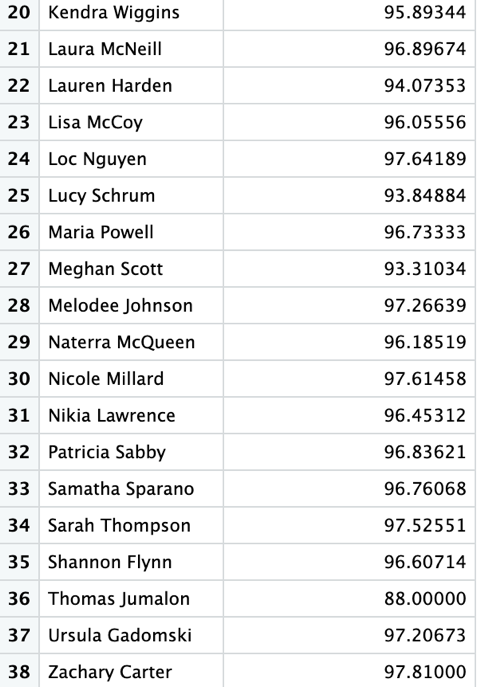 20 Kendra Wiggins 95.89344
21 Laura McNeill 96.89674
22 Lauren Harden 94.07353
23 Lisa McCoy 96.05556
24 Loc Nguyen 97.64189
25 Lucy Schrum 93.84884
26 Maria Powell 96.73333
27 Meghan Scott 93.31034
28 Melodee Johnson 97.26639
29 Naterra McQueen 96.18519
30 Nicole Millard 97.61458
31 Nikia Lawrence 96.45312
32 Patricia Sabby 96.83621
33 Samatha Sparano 96.76068
34 Sarah Thompson 97.52551
35 Shannon Flynn 96.60714
36 Thomas Jumalon 88.00000
37 Ursula Gadomski 97.20673
38 Zachary Carter 97.81000